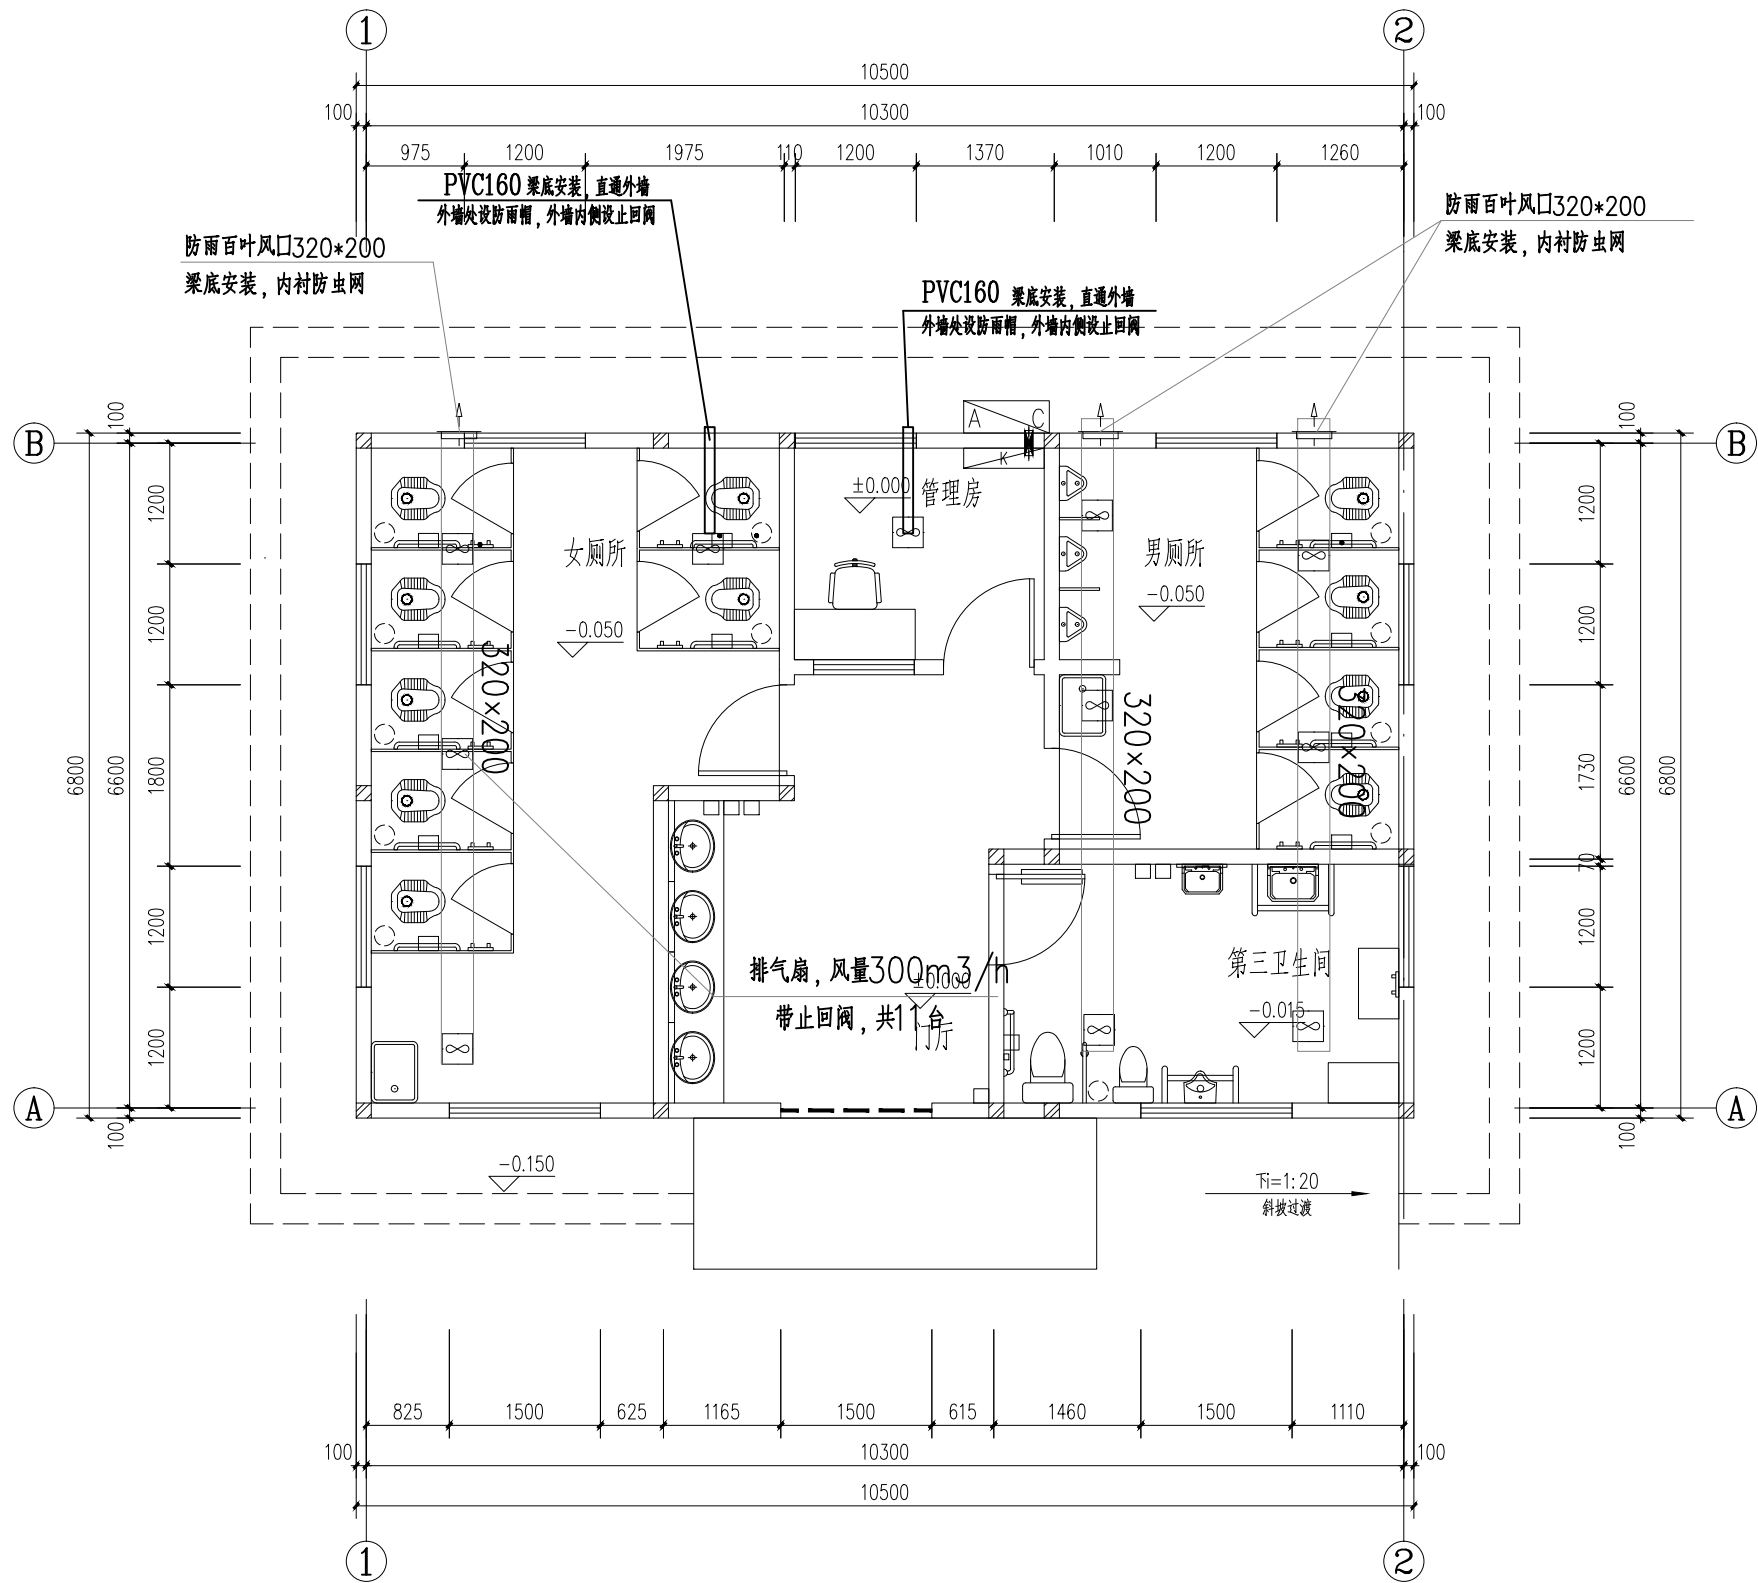 1
2
10500
100
10300
100
975
1200
1975
110
1200
1370
1010
1200
1260
PVC160 梁底安装, 直通外墙
外墙处设防雨帽, 外墙内侧设止回阀
防雨百叶风口320*200
梁底安装, 内衬防虫网
防雨百叶风口320*200
梁底安装, 内衬防虫网
PVC160 梁底安装, 直通外墙
外墙处设防雨帽, 外墙内侧设止回阀
100
A
C
100
B
B
K
±0.000
管理房
1200
1200
女厕所
男厕所
-0.050
-0.050
1200
1200
320×200
320×200
320×200
6800
6600
1800
1730
6600
6800
70
1200
1200
第三卫生间
排气扇, 风量300m3/h
±0.000
带止回阀, 共11台
门厅
-0.015
1200
1200
A
A
100
100
-0.150
下i=1:20
斜坡过渡
825
1500
625
1165
1500
615
1460
1500
1110
100
10300
100
10500
1
2